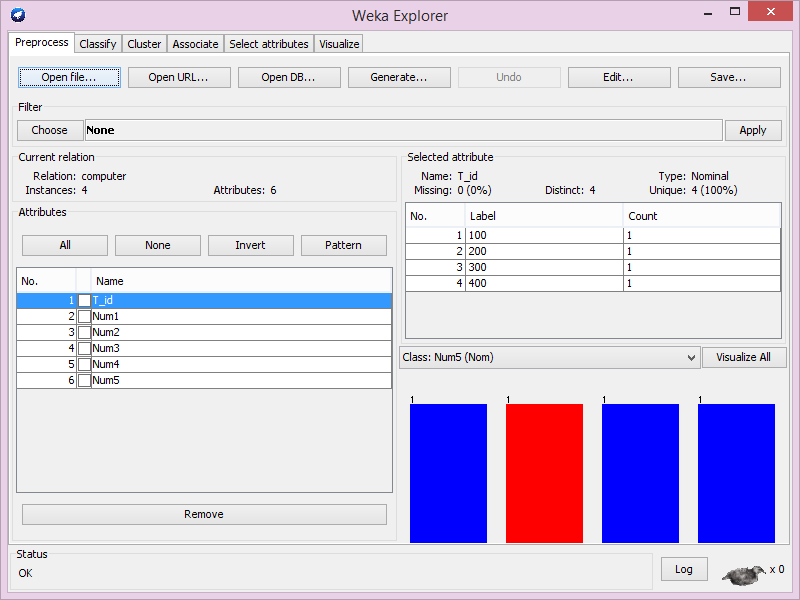 Weka Explorer
Preprocess Classify Cluster Associate Select attributes Visualize
Open file... Open URL... Open DB... Generate... Undo Edit... Save...
Filter
Choose None Apply
Current relation
Relation: computer
Instances: 4 Attributes: 6
Attributes
All None Invert Pattern
No. Name
1 T_id
2 Num1
3 Num2
4 Num3
5 Num4
6 Num5
Remove
Selected attribute
Name: T_id Type: Nominal
Missing: 0 (0%) Distinct: 4 Unique: 4 (100%)
No. Label Count
1 100 1
2 200 1
3 300 1
4 400 1
Class: Num5 (Nom) Visualize All
1 1 1 1
Status
OK
Log x 0